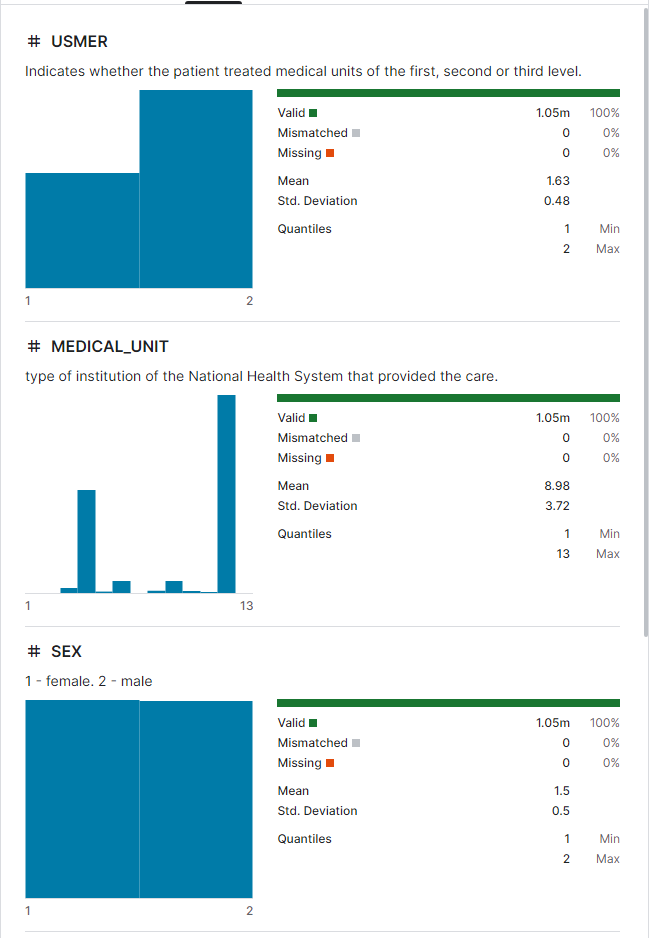 # USMER
Indicates whether the patient treated medical units of the first, second or third level.
Valid 1.05m 100%
Mismatched 0 0%
Missing 0 0%
Mean 1.63
Std. Deviation 0.48
Quantiles 1 Min
2 Max
1 2
# MEDICAL_UNIT
type of institution of the National Health System that provided the care.
Valid 1.05m 100%
Mismatched 0 0%
Missing 0 0%
Mean 8.98
Std. Deviation 3.72
Quantiles 1 Min
13 Max
1 13
# SEX
1 - female. 2 - male
Valid 1.05m 100%
Mismatched 0 0%
Missing 0 0%
Mean 1.5
Std. Deviation 0.5
Quantiles 1 Min
2 Max
1 2